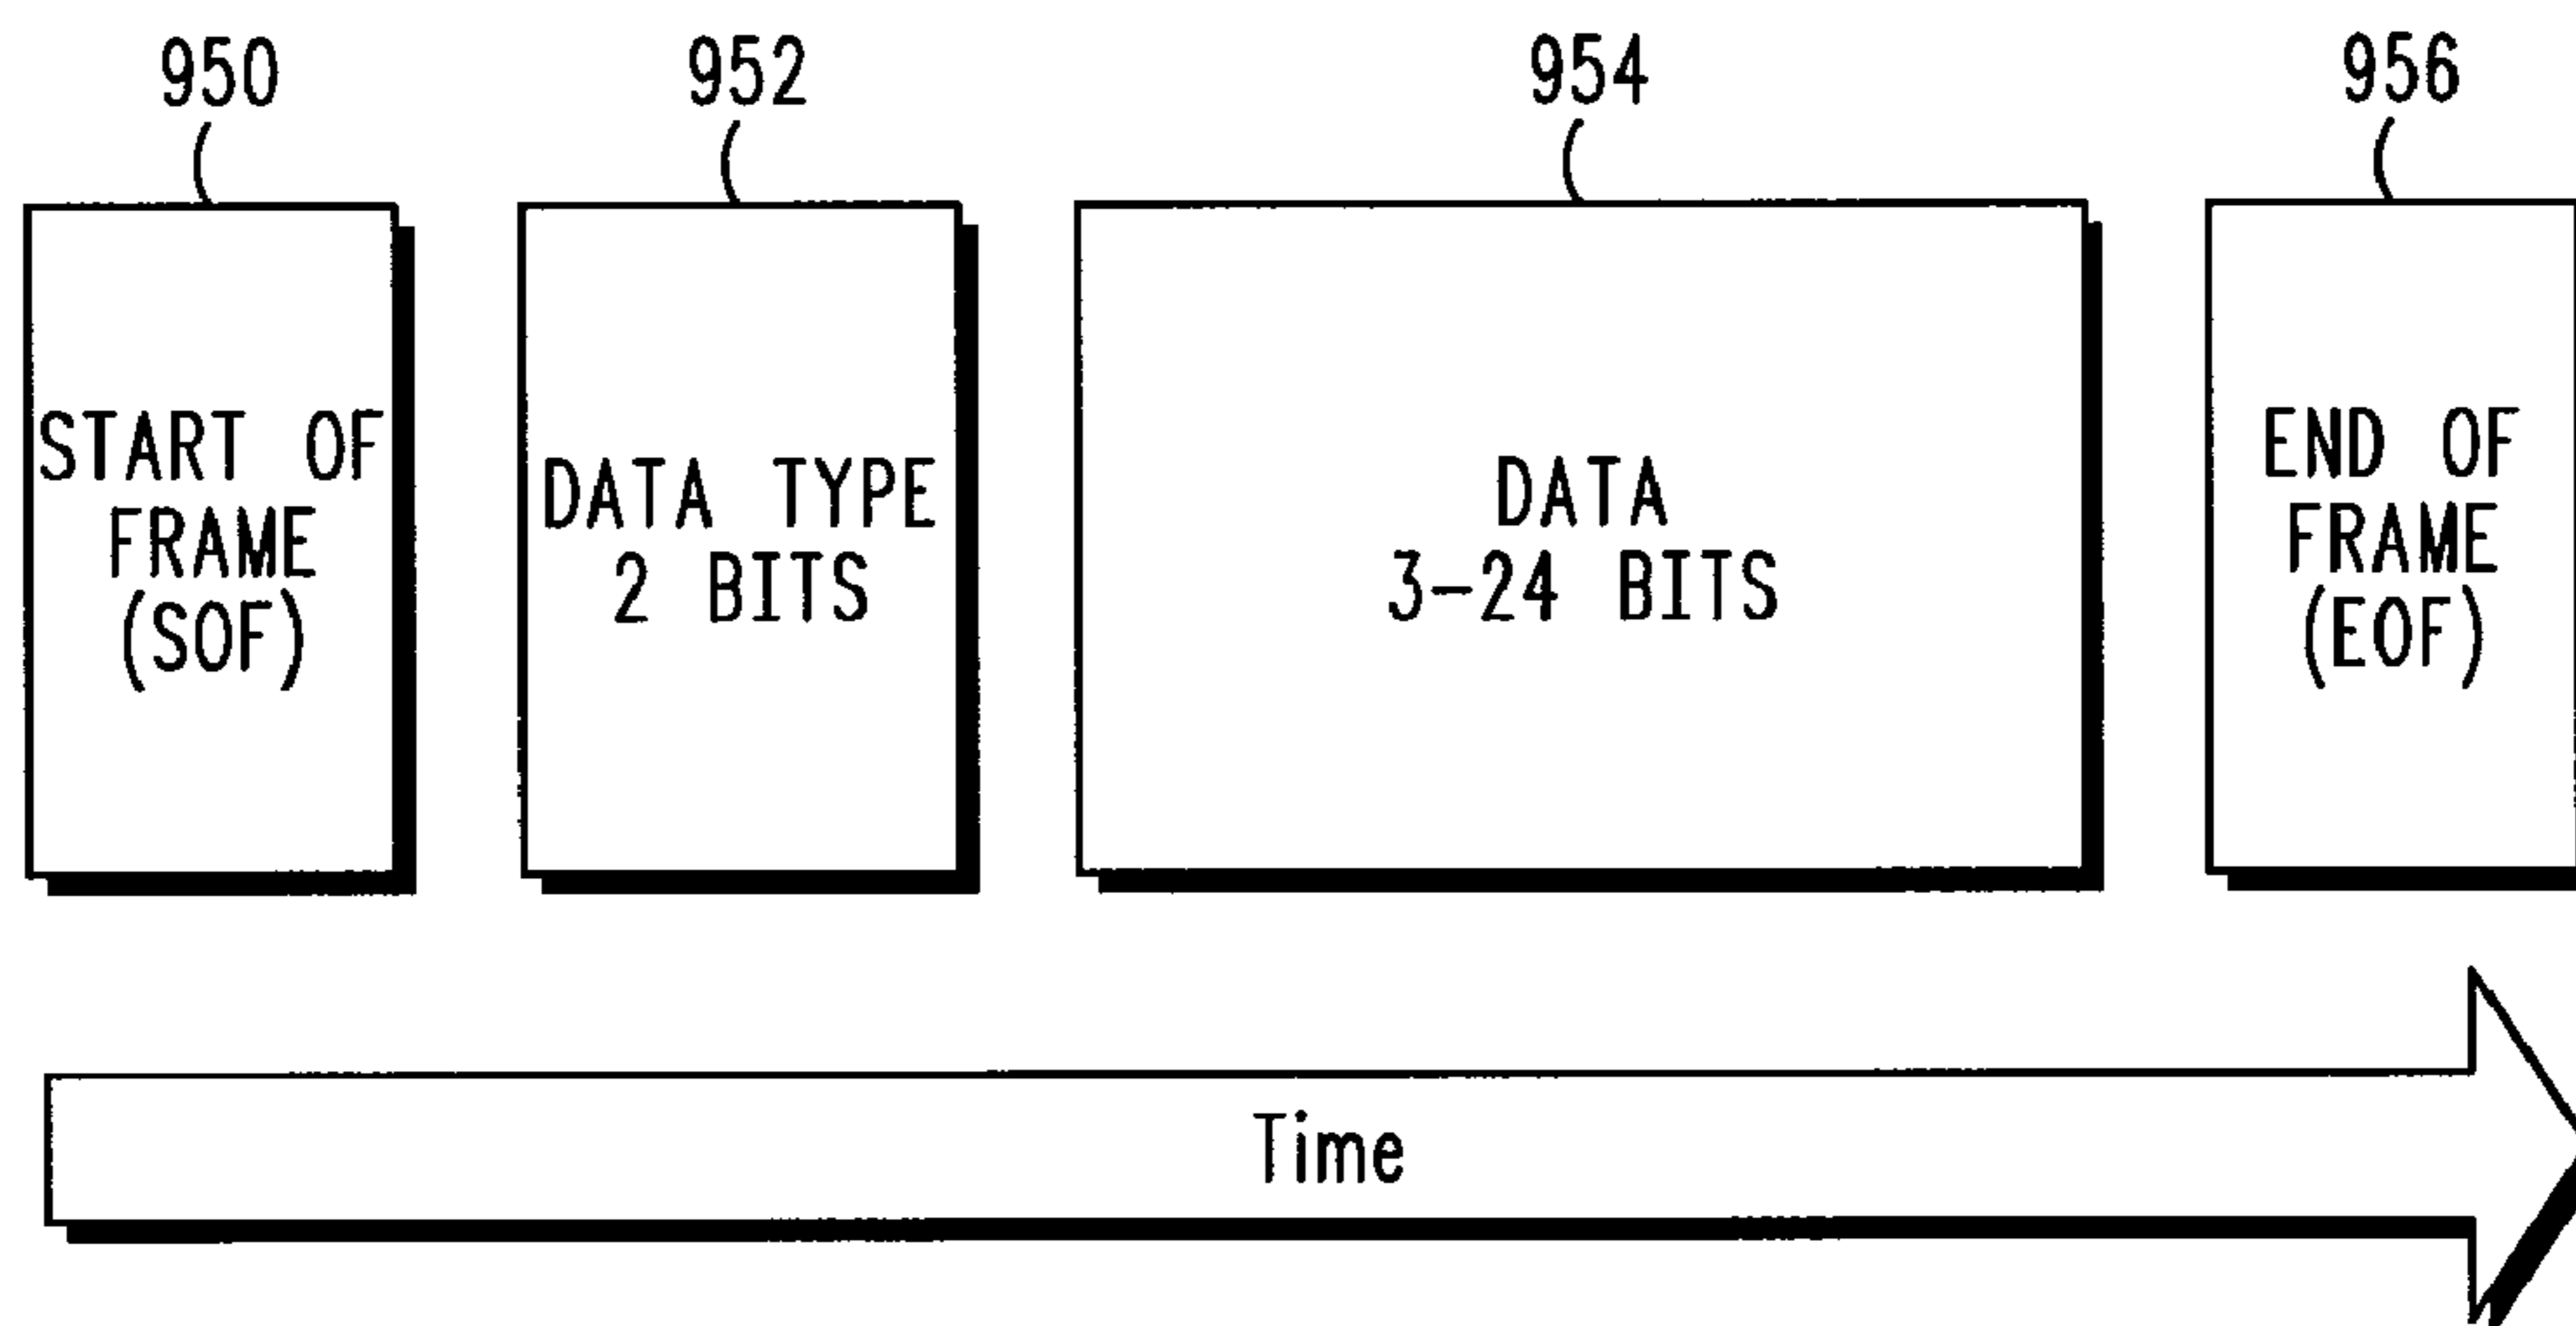 950
952
954
956
START OF
FRAME
(SOF)
DATA TYPE
2 BITS
DATA
3-24 BITS
END OF
FRAME
(EOF)
Time